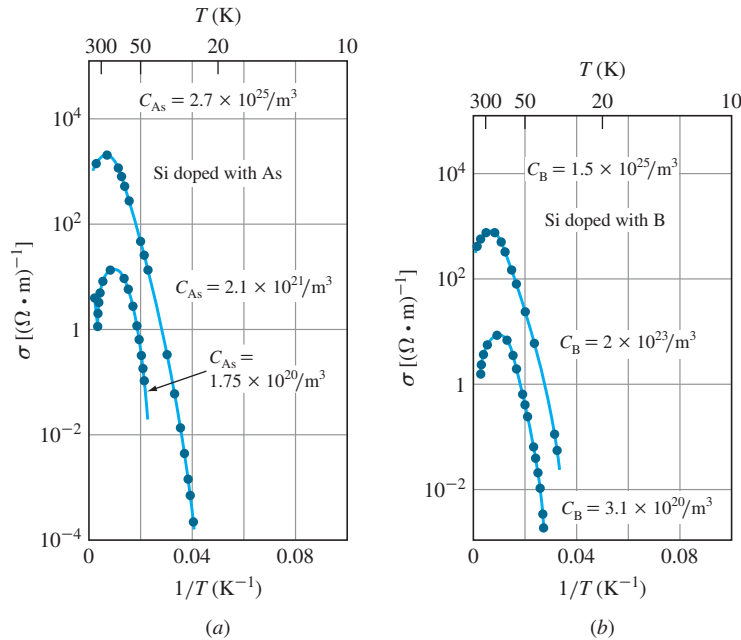 T (K)
300 50 20 10
C_As = 2.7 × 10^25/m^3
10^4
Si doped with As
10^2
σ [(Ω • m)^−1]
C_As = 2.1 × 10^21/m^3
1
C_As =
1.75 × 10^20/m^3
10^−2
10^−4
0 0.04 0.08
1/T (K^−1)
(a)
T (K)
300 50 20 10
10^4
C_B = 1.5 × 10^25/m^3
Si doped with B
10^2
σ [(Ω • m)^−1]
C_B = 2 × 10^23/m^3
1
10^−2
C_B = 3.1 × 10^20/m^3
0 0.04 0.08
1/T (K^−1)
(b)